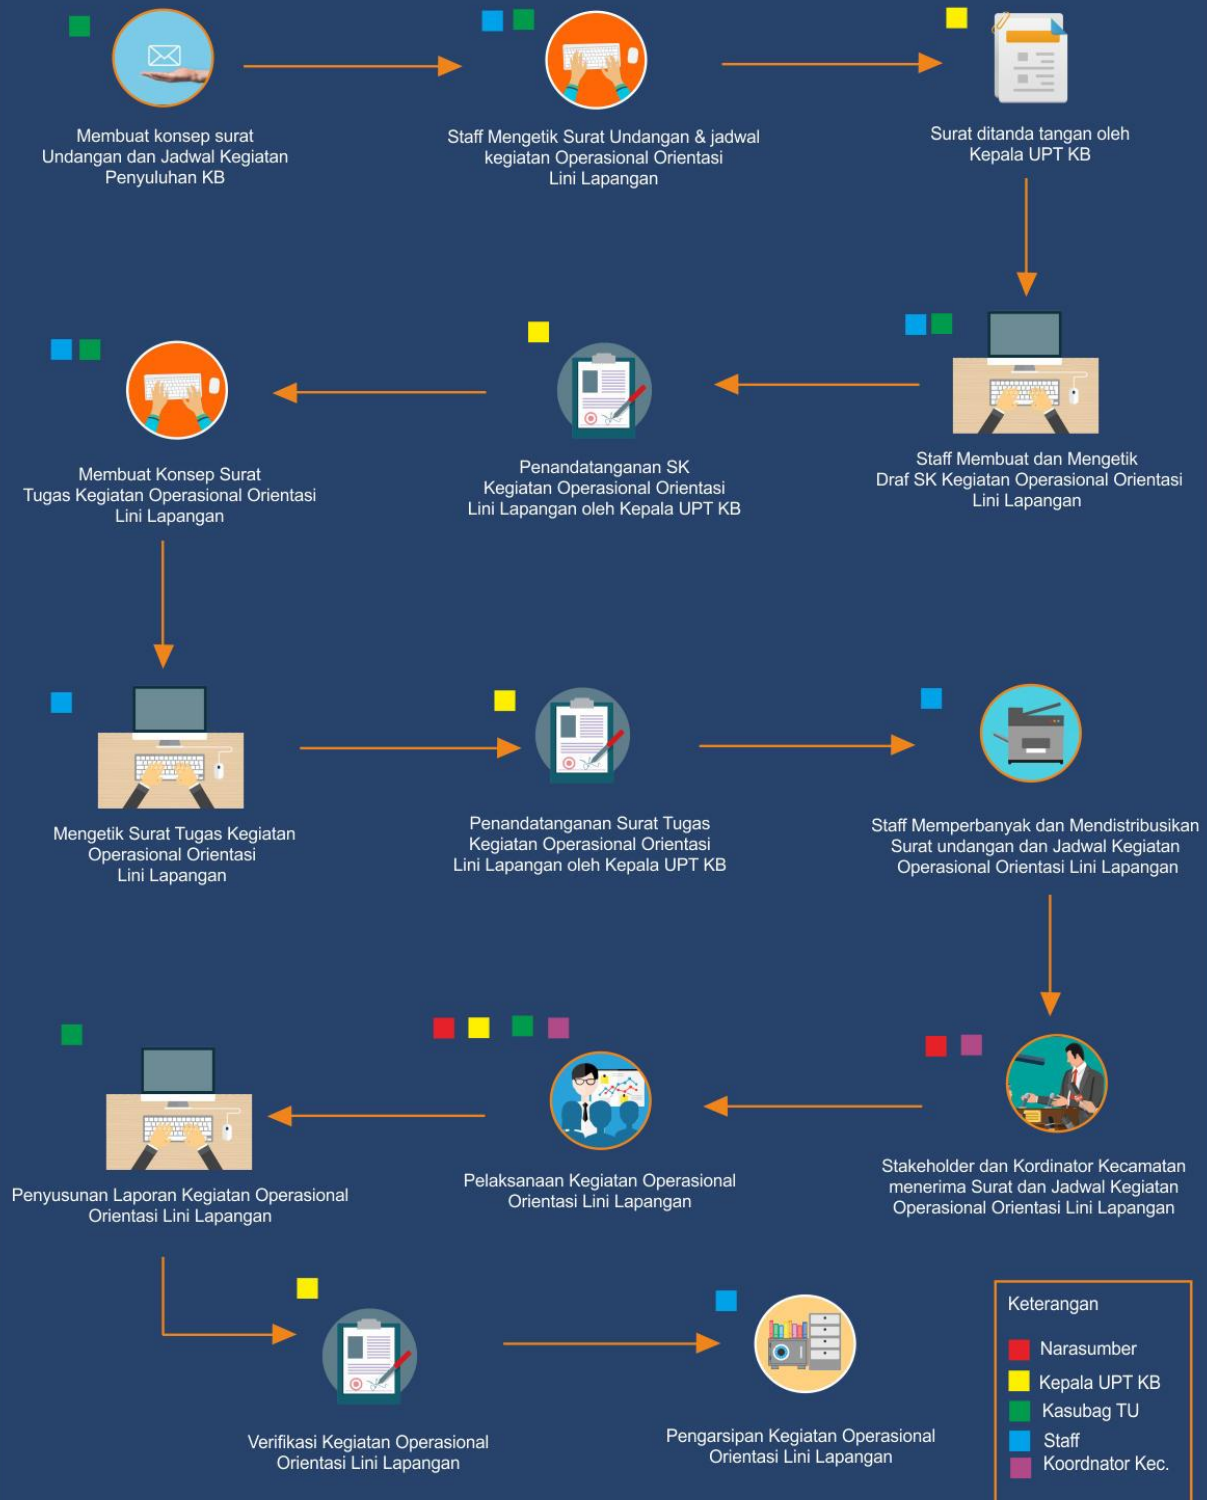 Membuat konsep surat
Undangan dan Jadwal Kegiatan
Penyuluhan KB
Staff Mengetik Surat Undangan & jadwal
kegiatan Operasional Orientasi
Lini Lapangan
Surat ditanda tangan oleh
Kepala UPT KB
Staff Membuat dan Mengetik
Draf SK Kegiatan Operasional Orientasi
Lini Lapangan
Penandatanganan SK
Kegiatan Operasional Orientasi
Lini Lapangan oleh Kepala UPT KB
Membuat Konsep Surat
Tugas Kegiatan Operasional Orientasi
Lini Lapangan
Mengetik Surat Tugas Kegiatan
Operasional Orientasi
Lini Lapangan
Penandatanganan Surat Tugas
Kegiatan Operasional Orientasi
Lini Lapangan oleh Kepala UPT KB
Staff Memperbanyak dan Mendistribusikan
Surat undangan dan Jadwal Kegiatan
Operasional Orientasi Lini Lapangan
Stakeholder dan Kordinator Kecamatan
menerima Surat dan Jadwal Kegiatan
Operasional Orientasi Lini Lapangan
Pelaksanaan Kegiatan Operasional
Orientasi Lini Lapangan
Penyusunan Laporan Kegiatan Operasional
Orientasi Lini Lapangan
Verifikasi Kegiatan Operasional
Orientasi Lini Lapangan
Pengarsipan Kegiatan Operasional
Orientasi Lini Lapangan
Keterangan
Narasumber
Kepala UPT KB
Kasubag TU
Staff
Koordnator Kec.